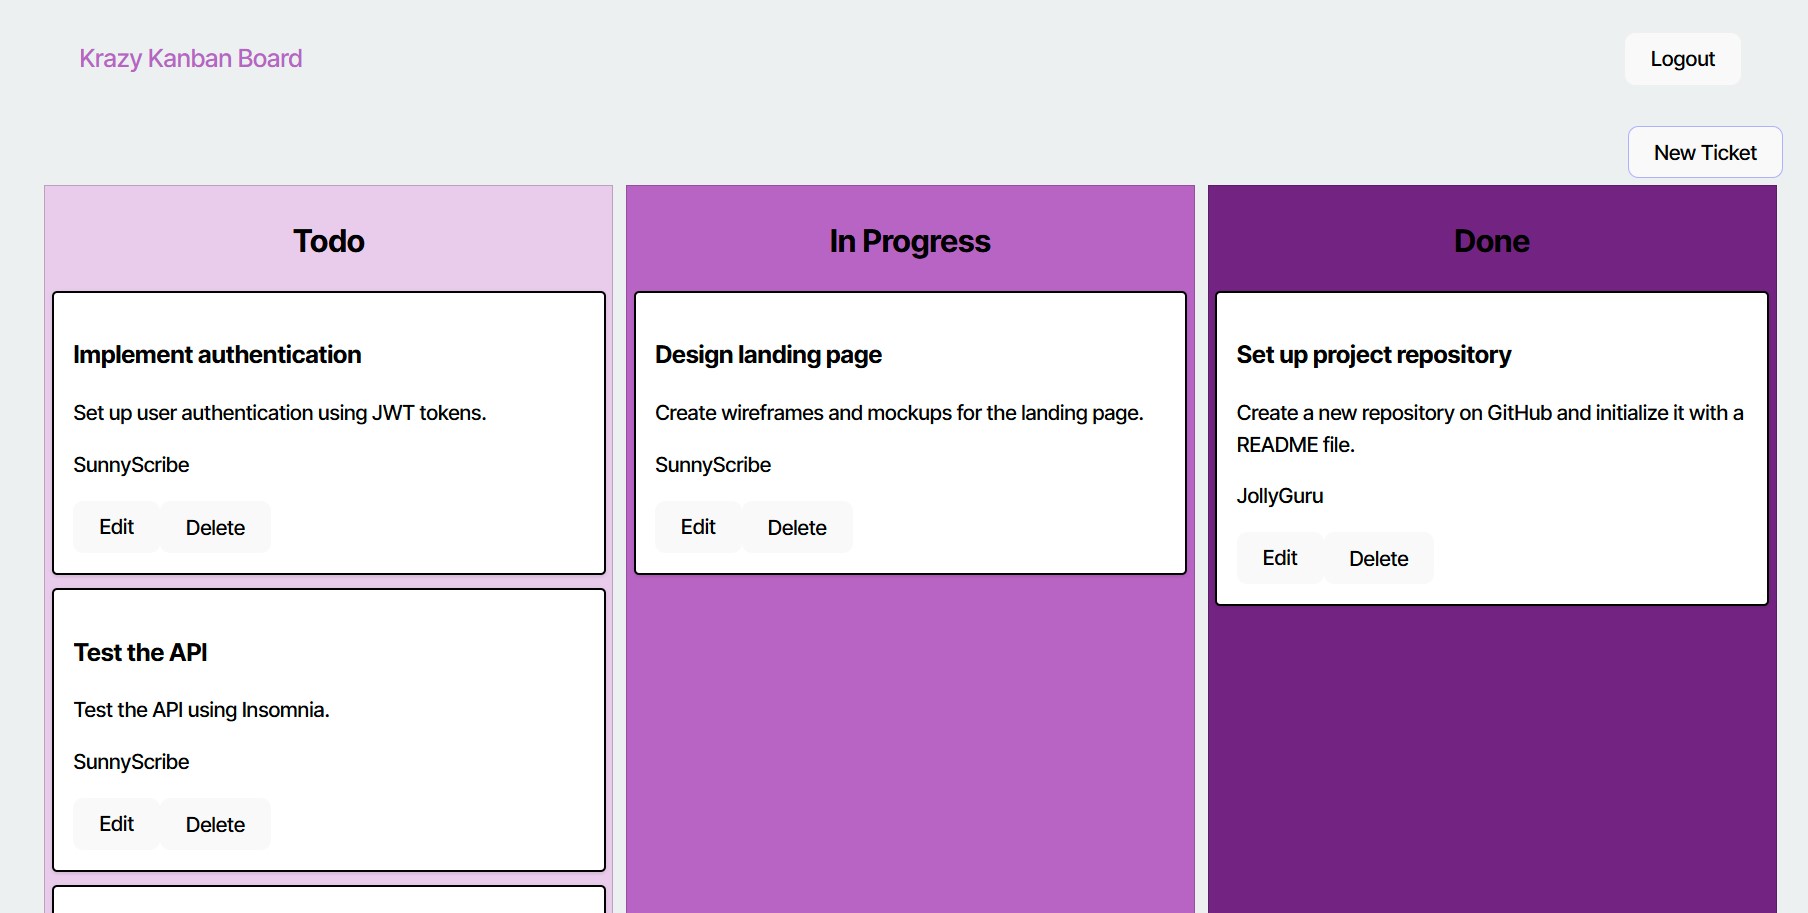 Krazy Kanban Board
Logout
New Ticket
Todo
Implement authentication
Set up user authentication using JWT tokens.
SunnyScribe
Edit Delete
Test the API
Test the API using Insomnia.
SunnyScribe
Edit Delete
In Progress
Design landing page
Create wireframes and mockups for the landing page.
SunnyScribe
Edit Delete
Done
Set up project repository
Create a new repository on GitHub and initialize it with a
README file.
JollyGuru
Edit Delete